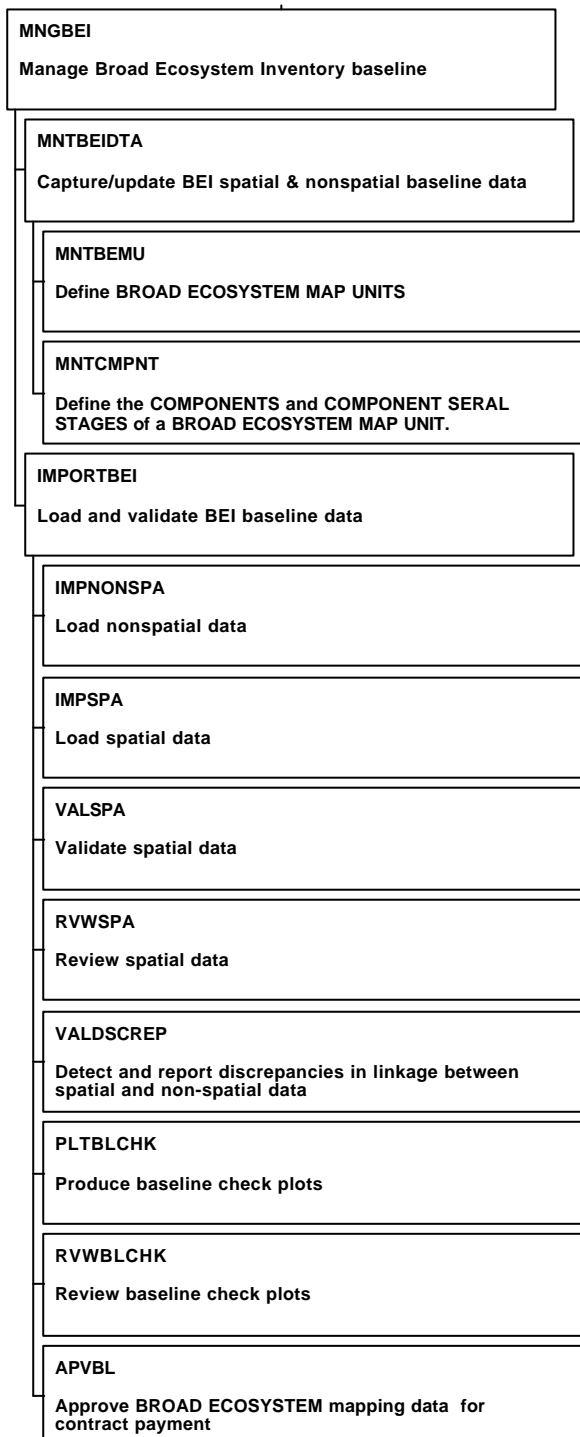 MNGBEI
Manage Broad Ecosystem Inventory baseline
MNTBEIDTA
Capture/update BEI spatial & nonspatial baseline data
MNTBEMU
Define BROAD ECOSYSTEM MAP UNITS
MNTCMPNT
Define the COMPONENTS and COMPONENT SERAL
STAGES of a BROAD ECOSYSTEM MAP UNIT.
IMPORTBEI
Load and validate BEI baseline data
IMPNONSPA
Load nonspatial data
IMPSPA
Load spatial data
VALSPA
Validate spatial data
RVWSPA
Review spatial data
VALDSCREP
Detect and report discrepancies in linkage between
spatial and non-spatial data
PLTBLCHK
Produce baseline check plots
RVWBLCHK
Review baseline check plots
APVBL
Approve BROAD ECOSYSTEM mapping data for
contract payment